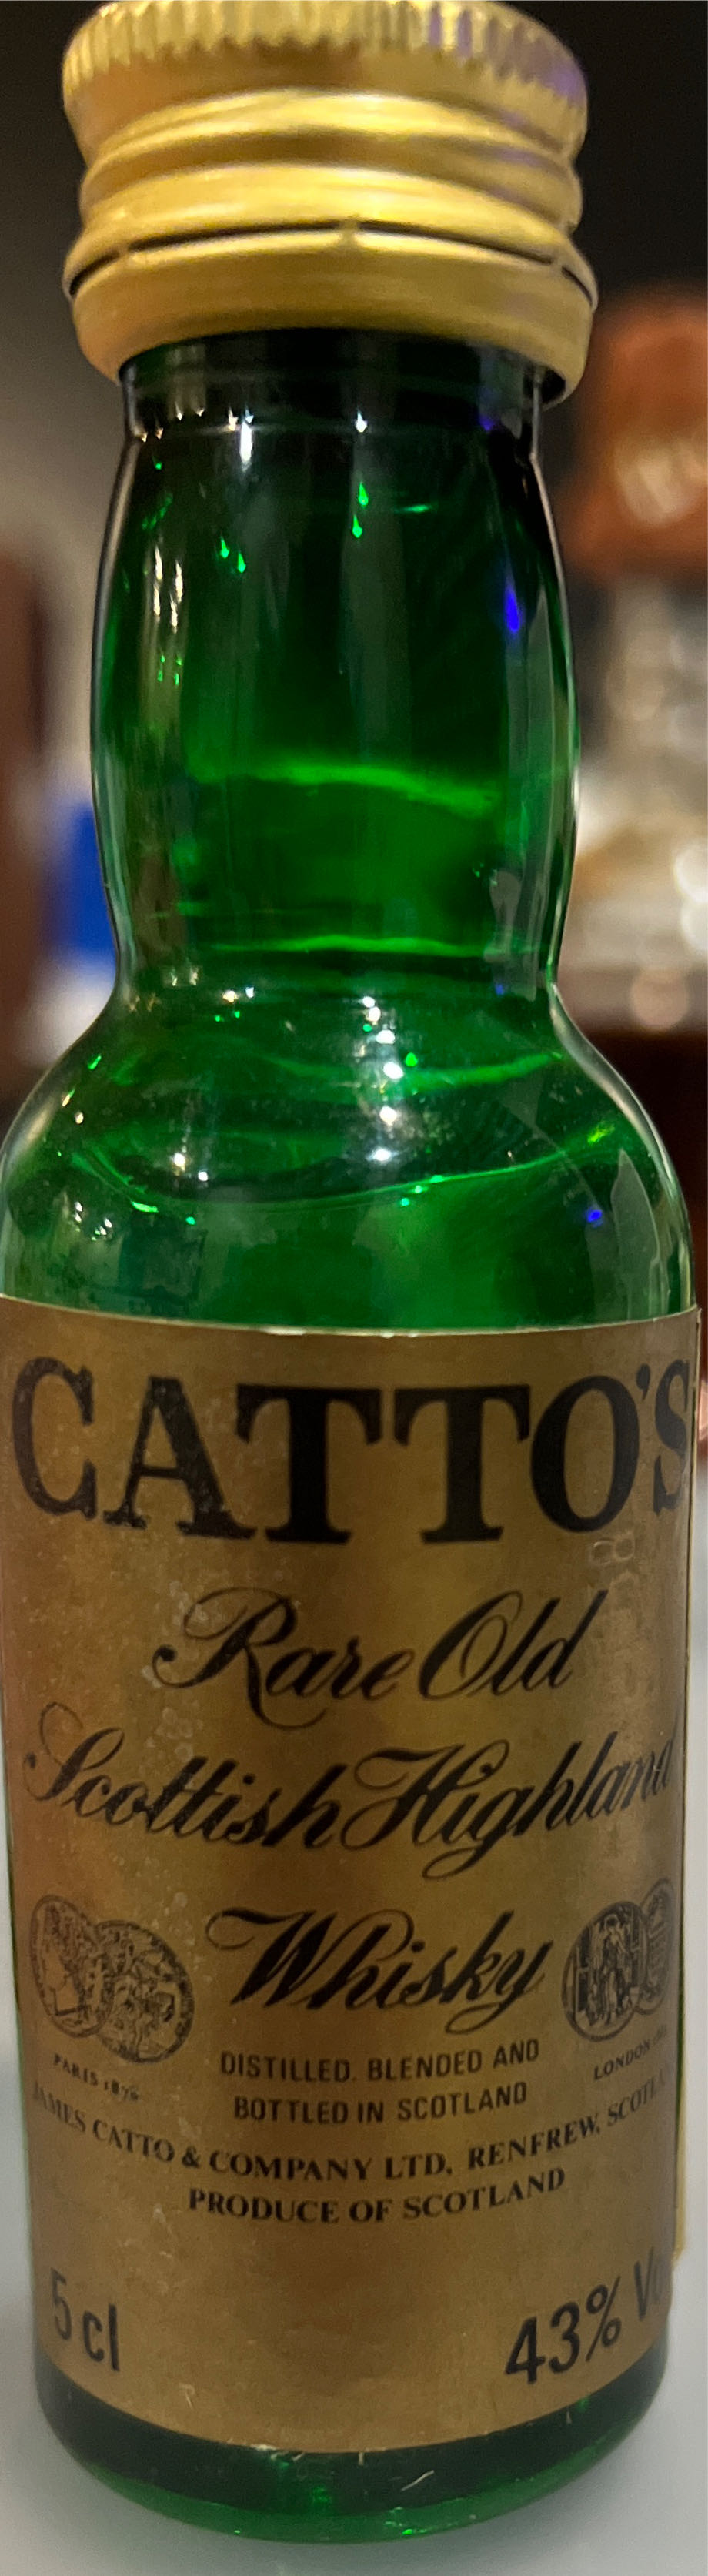 CATTO'S
Rare Old
Scottish Highland
Whisky
DISTILLED. BLENDED AND
BOTTLED IN SCOTLAND
PARIS
LONDON
JAMES CATTO & COMPANY LTD, RENFREW,
PRODUCE OF SCOTLAND
5 cl
43%